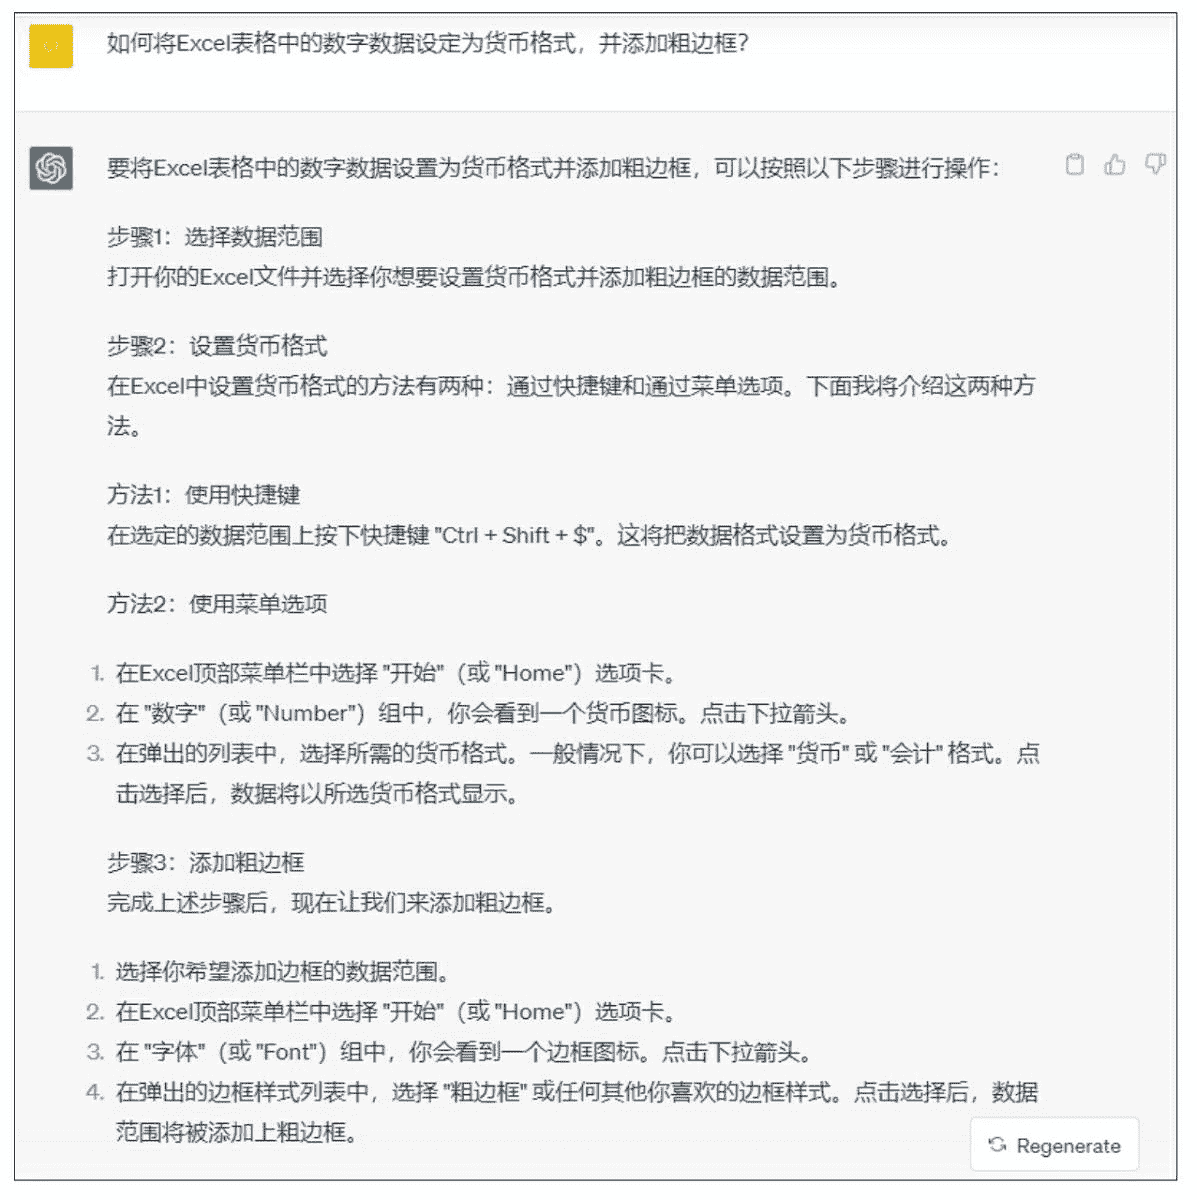 如何将Excel表格中的数字数据设定为货币格式，并添加粗边框？
要将Excel表格中的数字数据设置为货币格式并添加粗边框，可以按照以下步骤进行操作：
步骤1：选择数据范围
打开你的Excel文件并选择你想要设置货币格式并添加粗边框的数据范围。
步骤2：设置货币格式
在Excel中设置货币格式的方法有两种：通过快捷键和通过菜单选项。下面我将介绍这两种方
法。
方法1：使用快捷键
在选定的数据范围上按下快捷键 "Ctrl + Shift + $"。这将把数据格式设置为货币格式。
方法2：使用菜单选项
1. 在Excel顶部菜单栏中选择 "开始"（或 "Home"）选项卡。
2. 在 "数字"（或 "Number"）组中，你会看到一个货币图标。点击下拉箭头。
3. 在弹出的列表中，选择所需的货币格式。一般情况下，你可以选择 "货币" 或 "会计" 格式。点
击选择后，数据将以所选货币格式显示。
步骤3：添加粗边框
完成上述步骤后，现在让我们来添加粗边框。
1. 选择你希望添加边框的数据范围。
2. 在Excel顶部菜单栏中选择 "开始"（或 "Home"）选项卡。
3. 在 "字体"（或 "Font"）组中，你会看到一个边框图标。点击下拉箭头。
4. 在弹出的边框样式列表中，选择 "粗边框" 或任何其他你喜欢的边框样式。点击选择后，数据
范围将被添加上粗边框。
Regenerate